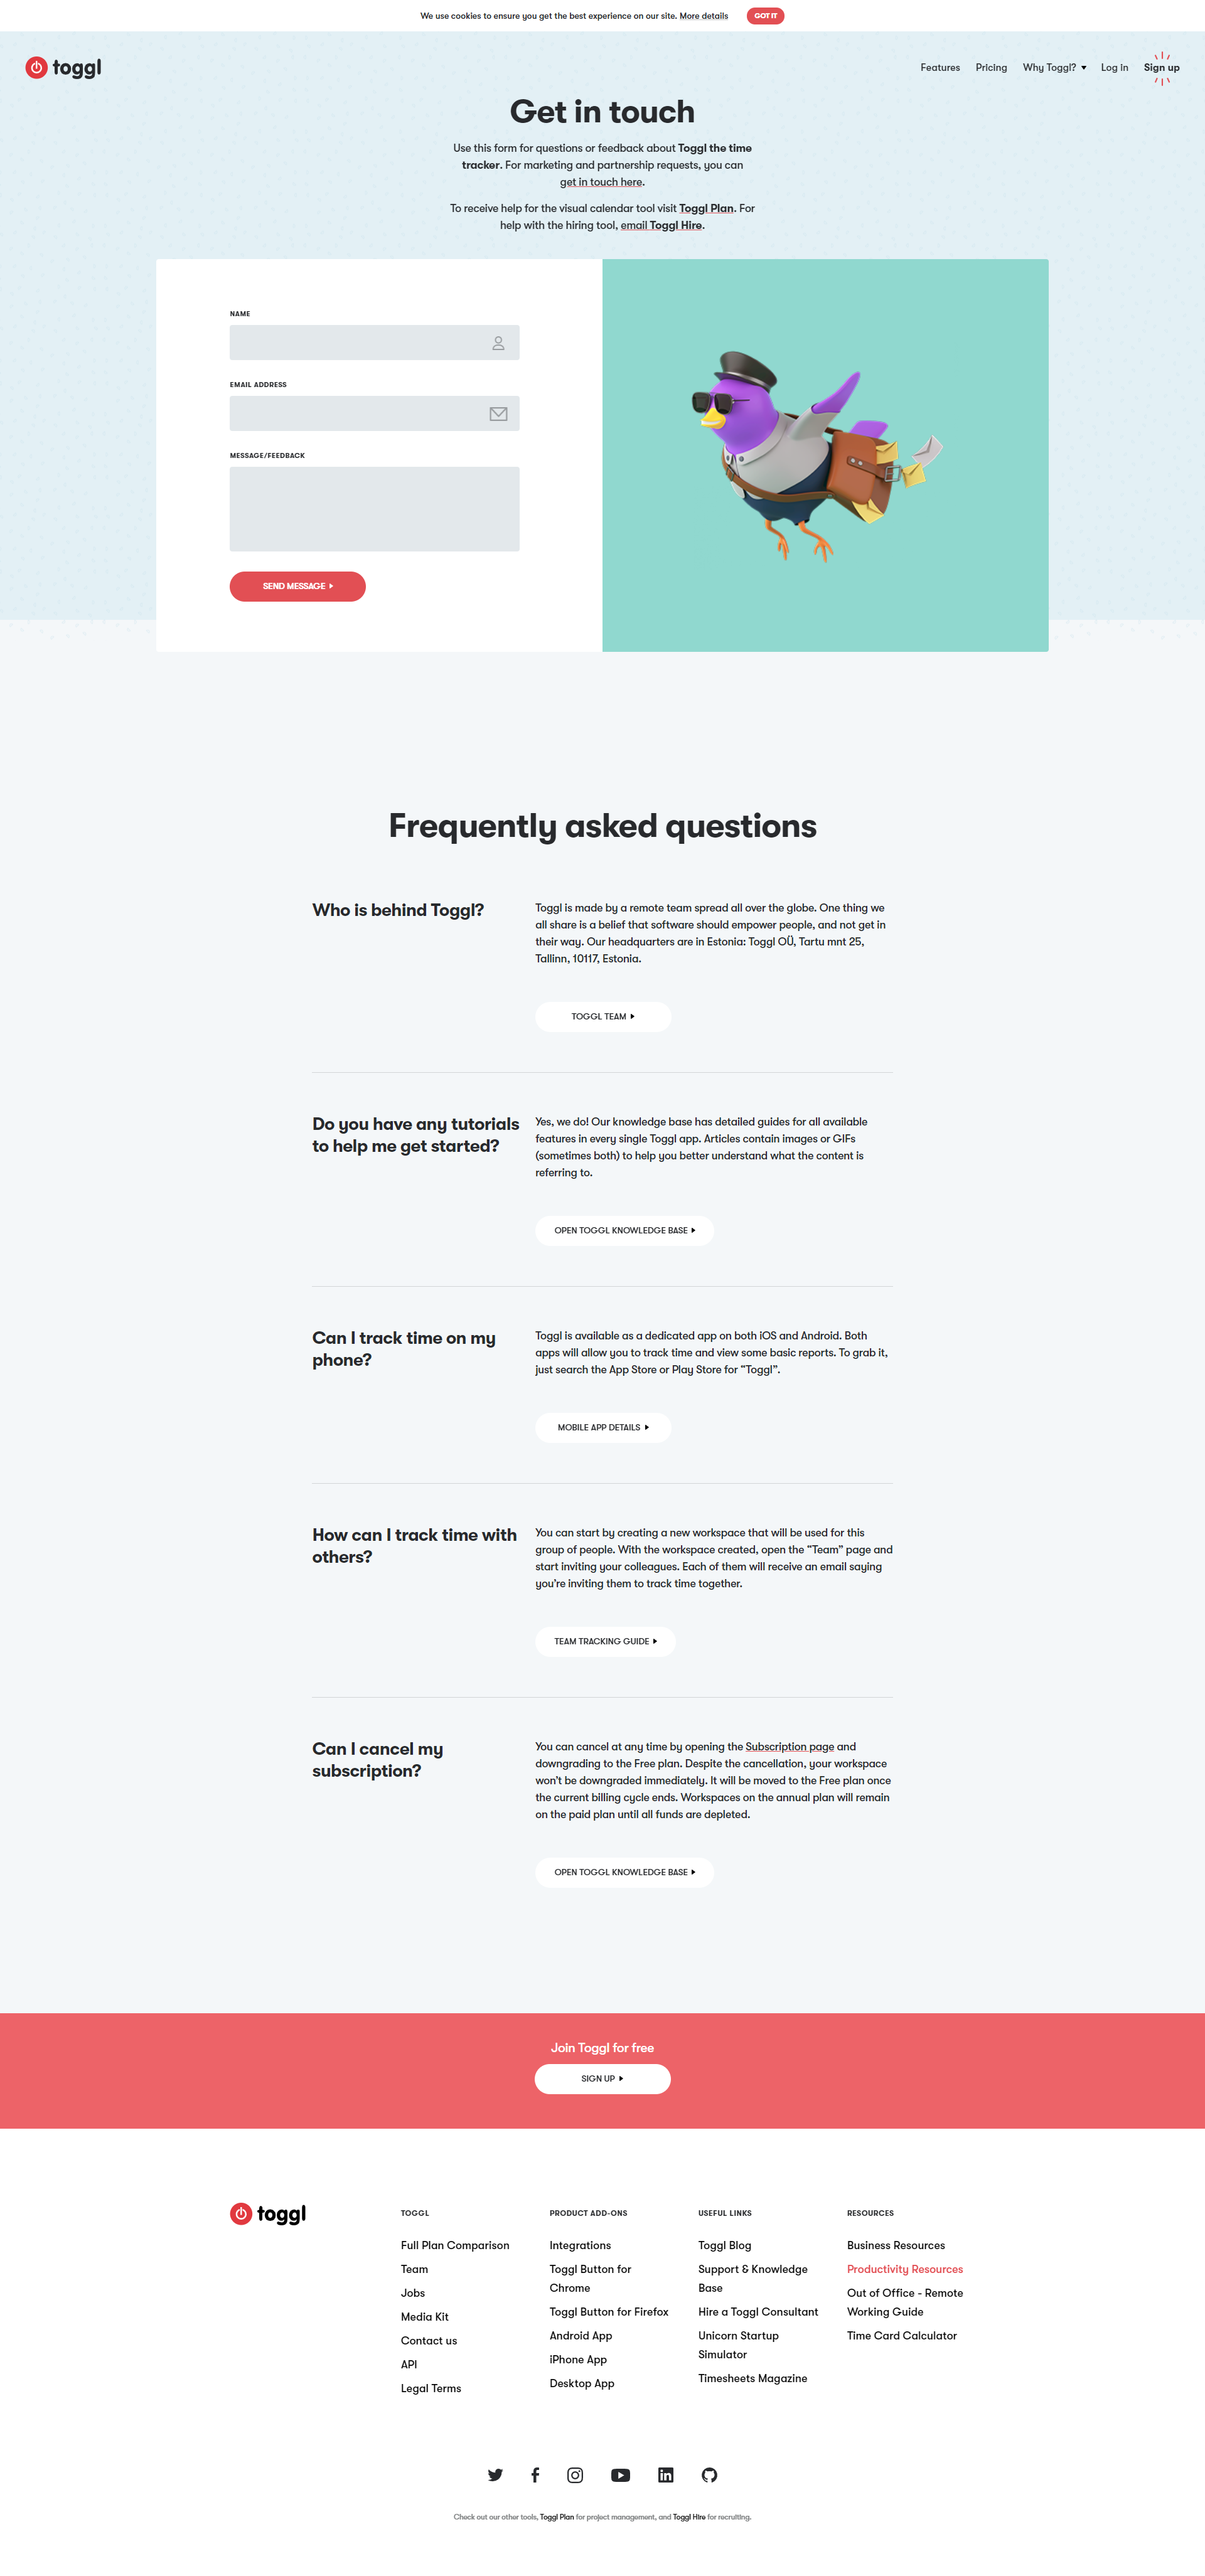 We use cookies to ensure you get the best experience on our site. More details
GOT IT
toggl
Features
Pricing
Why Toggl?
Log in
Sign up
Get in touch
Use this form for questions or feedback about Toggl the time
tracker. For marketing and partnership requests, you can
get in touch here.
To receive help for the visual calendar tool visit Toggl Plan. For
help with the hiring tool, email Toggl Hire.
NAME
EMAIL ADDRESS
MESSAGE/FEEDBACK
SEND MESSAGE
Frequently asked questions
Who is behind Toggl?
Toggl is made by a remote team spread all over the globe. One thing we
all share is a belief that software should empower people, and not get in
their way. Our headquarters are in Estonia: Toggl OÜ, Tartu mnt 25,
Tallinn, 10117, Estonia.
TOGGL TEAM
Do you have any tutorials
to help me get started?
Yes, we do! Our knowledge base has detailed guides for all available
features in every single Toggl app. Articles contain images or GIFs
(sometimes both) to help you better understand what the content is
referring to.
OPEN TOGGL KNOWLEDGE BASE
Can I track time on my
phone?
Toggl is available as a dedicated app on both iOS and Android. Both
apps will allow you to track time and view some basic reports. To grab it,
just search the App Store or Play Store for "Toggl".
MOBILE APP DETAILS
How can I track time with
others?
You can start by creating a new workspace that will be used for this
group of people. With the workspace created, open the "Team" page and
start inviting your colleagues. Each of them will receive an email saying
you're inviting them to track time together.
TEAM TRACKING GUIDE
Can I cancel my
subscription?
You can cancel at any time by opening the Subscription page and
downgrading to the Free plan. Despite the cancellation, your workspace
won't be downgraded immediately. It will be moved to the Free plan once
the current billing cycle ends. Workspaces on the annual plan will remain
on the paid plan until all funds are depleted.
OPEN TOGGL KNOWLEDGE BASE
Join Toggl for free
SIGN UP
toggl
TOGGL
Full Plan Comparison
Team
Jobs
Media Kit
Contact us
API
Legal Terms
PRODUCT ADD-ONS
Integrations
Toggl Button for
Chrome
Toggl Button for Firefox
Android App
iPhone App
Desktop App
USEFUL LINKS
Toggl Blog
Support & Knowledge
Base
Hire a Toggl Consultant
Unicorn Startup
Simulator
Timesheets Magazine
RESOURCES
Business Resources
Productivity Resources
Out of Office - Remote
Working Guide
Time Card Calculator
Check out our other tools, Toggl Plan for project management, and Toggl Hire for recruiting.